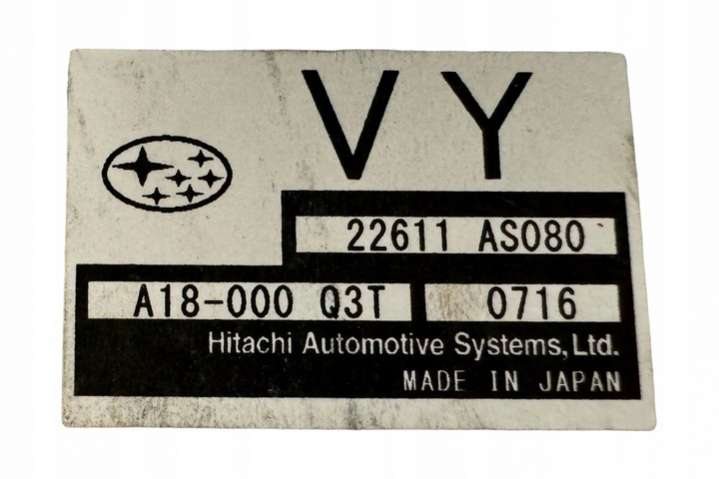 VY
22611 AS080
A18-000 Q3T 0716
Hitachi Automotive Systems, Ltd.
MADE IN JAPAN